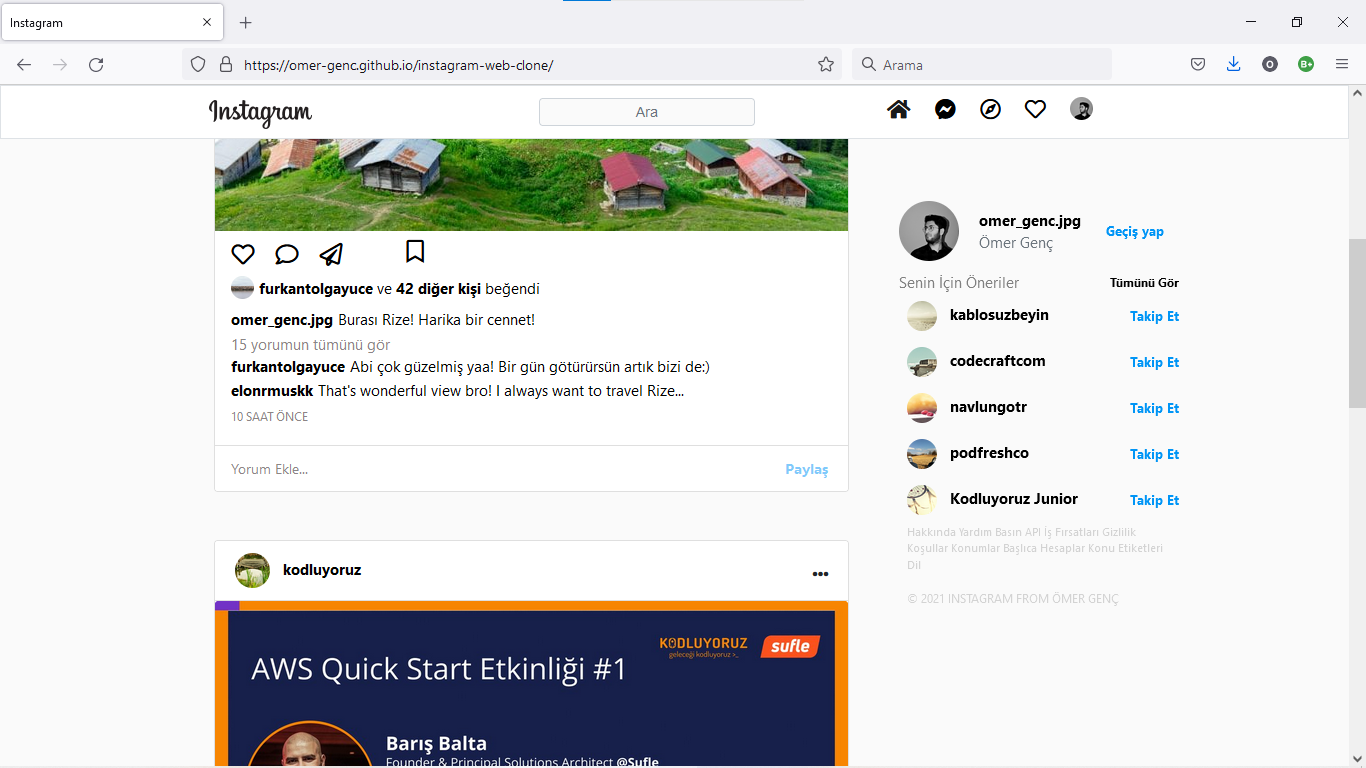 Instagram
https://omer-genc.github.io/instagram-web-clone/
Arama
O
B+
Instagram
Ara
omer_genc.jpg
Ömer Genç
Geçiş yap
furkantolgayuce ve 42 diğer kişi beğendi
omer_genc.jpg Burası Rize! Harika bir cennet!
15 yorumun tümünü gör
furkantolgayuce Abi çok güzelmiş yaa! Bir gün götürürsün artık bizi de:)
elonrmuskk That's wonderful view bro! I always want to travel Rize...
10 SAAT ÖNCE
Yorum Ekle...
Paylaş
Senin İçin Öneriler
Tümünü Gör
kablosuzbeyin
Takip Et
codecraftcom
Takip Et
navlungotr
Takip Et
podfreshco
Takip Et
Kodluyoruz Junior
Takip Et
Hakkında Yardım Basın API İş Fırsatları Gizlilik
Koşullar Konumlar Başlıca Hesaplar Konu Etiketleri
Dil
© 2021 INSTAGRAM FROM ÖMER GENÇ
kodluyoruz
KODLUYORUZ
geleceği kodluyoruz >_
sufle
AWS Quick Start Etkinliği #1
Barış Balta
Founder & Principal Solutions Architect @Sufle